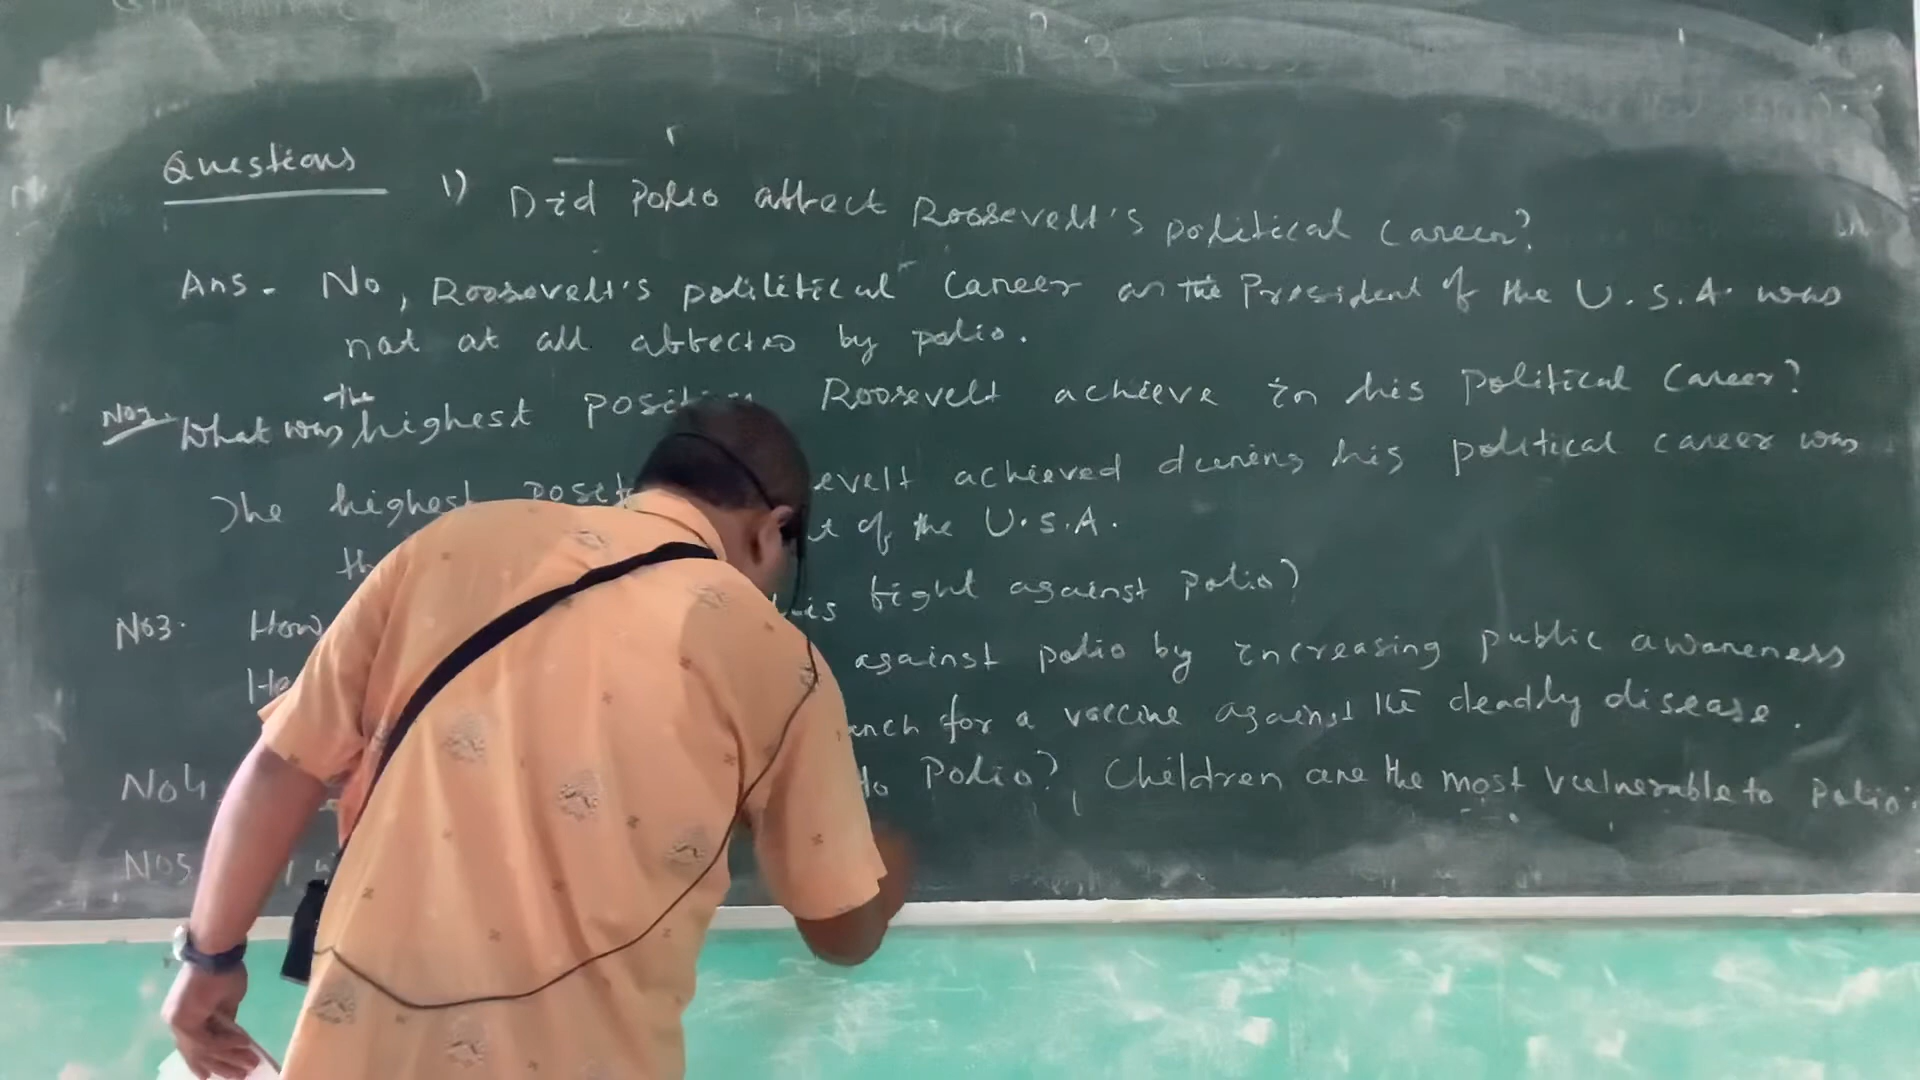 Questions 1) Did Polio affect Roosevelt's political career?
Ans. No, Roosevelt's polilitical career as the President of the U.S.A. was
not at all affected by polio.
No2. What was the highest position Roosevelt achieve in his political career?
The highest evelt achieved during his political career was
th of the U.S.A.
No3. How his fight against polio?
He against polio by increasing public awareness
for a vaccine against the deadly disease.
No4. to Polio? Children are the most vulnerable to polio.
No5